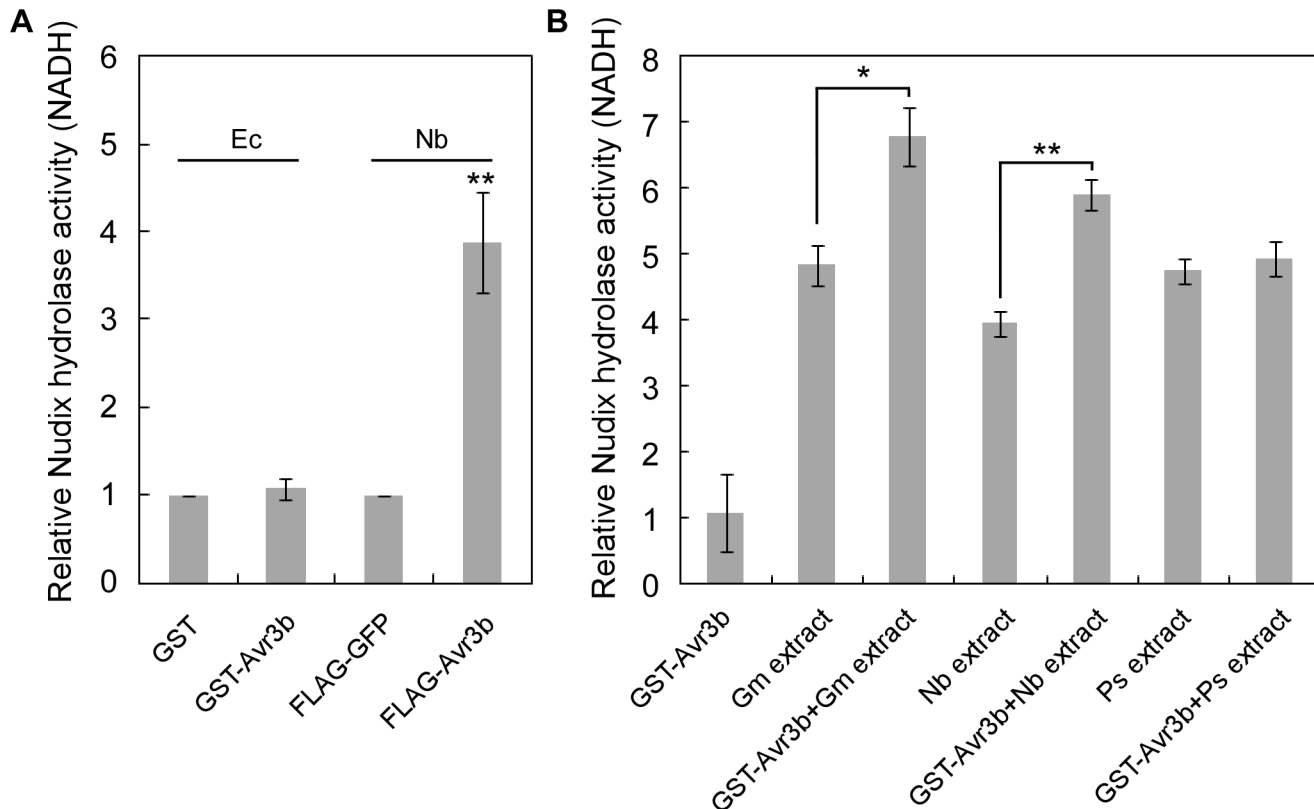 A
Relative Nudix hydrolase activity (NADH)
6
5
4
3
2
1
0
Ec
Nb
**
GST
GST-Avr3b
FLAG-GFP
FLAG-Avr3b
B
Relative Nudix hydrolase activity (NADH)
8
7
6
5
4
3
2
1
0
*
**
GST-Avr3b
Gm extract
GST-Avr3b+Gm extract
Nb extract
GST-Avr3b+Nb extract
Ps extract
GST-Avr3b+Ps extract